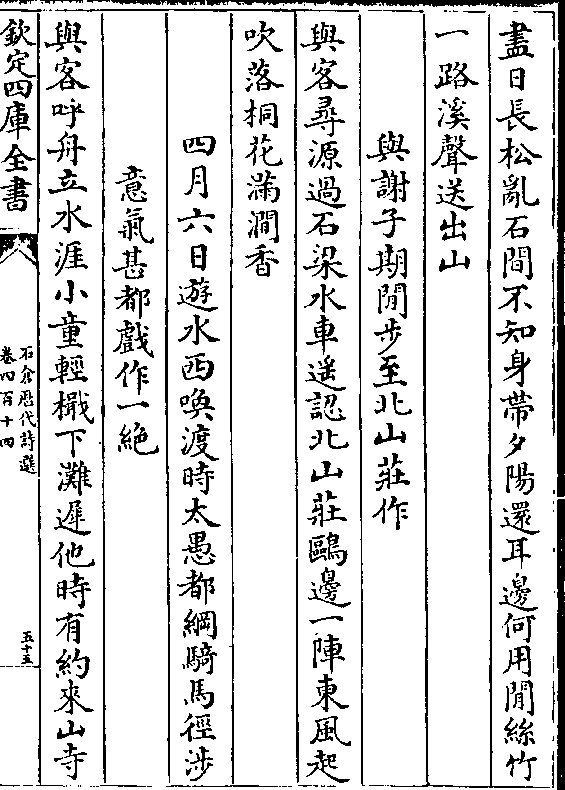 盡日長松亂石間不知身帶夕陽還耳邊何用閒絲竹
一路溪聲送出山
與謝子期閒步至北山莊作
與客尋源過石梁水車遥認北山莊鷗邊一陣東風起
吹落桐花滿澗香
四月六日遊水西喚渡時太愚都綱騎馬徑涉
意氣甚都戲作一絶
與客呼舟立水涯小童輕檝下灘遲他時有約來山寺
欽定四庫全書
石倉歷代詩選
卷四百十四
五十五